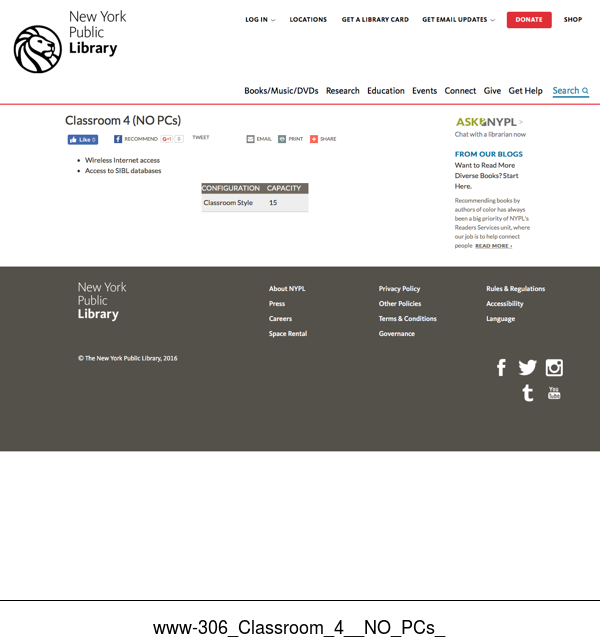 New York
Public
Library
LOG IN
LOCATIONS
GET A LIBRARY CARD
GET EMAIL UPDATES
DONATE
SHOP
Books/Music/DVDs Research Education Events Connect Give Get Help Search
Classroom 4 (NO PCs)
Like 0
RECOMMEND
G+1 0
TWEET
EMAIL
PRINT
SHARE
Wireless Internet access
Access to SIBL databases
CONFIGURATION CAPACITY
Classroom Style 15
ASK NYPL >
Chat with a librarian now
FROM OUR BLOGS
Want to Read More
Diverse Books? Start
Here.
Recommending books by
authors of color has always
been a big priority of NYPL's
Readers Services unit, where
our job is to help connect
people READ MORE ›
New York
Public
Library
About NYPL
Press
Careers
Space Rental
Privacy Policy
Other Policies
Terms & Conditions
Governance
Rules & Regulations
Accessibility
Language
© The New York Public Library, 2016
You
Tube
www-306_Classroom_4__NO_PCs_